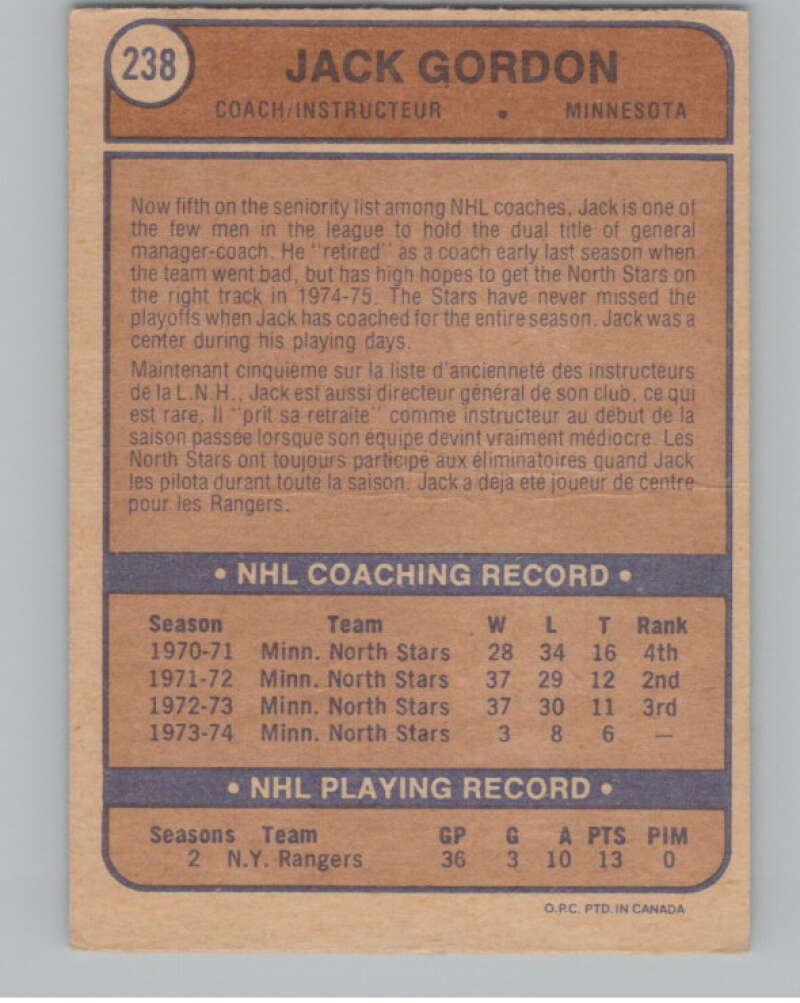 238
JACK GORDON
COACH/INSTRUCTEUR • MINNESOTA
Now fifth on the seniority list among NHL coaches, Jack is one of
the few men in the league to hold the dual title of general
manager-coach. He "retired" as a coach early last season when
the team went bad, but has high hopes to get the North Stars on
the right track in 1974-75. The Stars have never missed the
playoffs when Jack has coached for the entire season. Jack was a
center during his playing days.
Maintenant cinquième sur la liste d'ancienneté des instructeurs
de la L.N.H., Jack est aussi directeur général de son club, ce qui
est rare. Il "prit sa retraite" comme instructeur au début de la
saison passée lorsque son équipe devint vraiment médiocre. Les
North Stars ont toujours participé aux éliminatoires quand Jack
les pilota durant toute la saison. Jack a déja eté joueur de centre
pour les Rangers.
• NHL COACHING RECORD •
Season Team W L T Rank
1970-71 Minn. North Stars 28 34 16 4th
1971-72 Minn. North Stars 37 29 12 2nd
1972-73 Minn. North Stars 37 30 11 3rd
1973-74 Minn. North Stars 3 8 6 —
• NHL PLAYING RECORD •
Seasons Team GP G A PTS PIM
2 N.Y. Rangers 36 3 10 13 0
O.P.C. PTD. IN CANADA